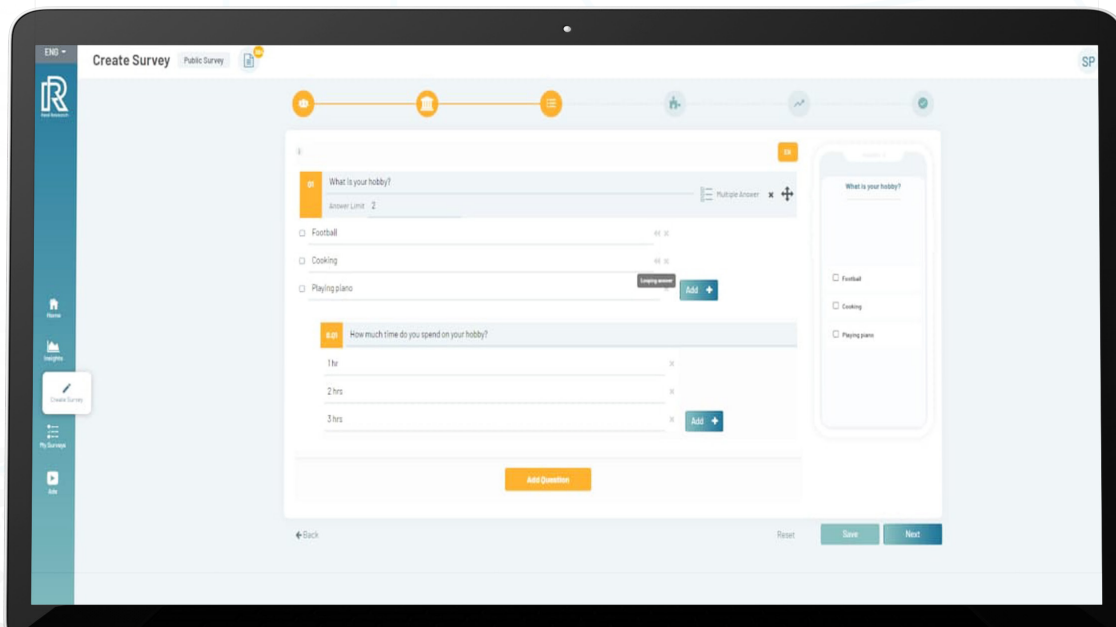 ENG
Create Survey
Public Survey
SP
Home
Insights
Create Survey
My Surveys
Ads
Q1
What is your hobby?
Answer Limit 2
Multiple Answer
Football
Cooking
Looping answer
Playing piano
Add +
How much time do you spend on your hobby?
1 hr
2 hrs
3 hrs
Add +
Add Question
Back
Reset
Save
Next
What is your hobby?
Football
Cooking
Playing piano